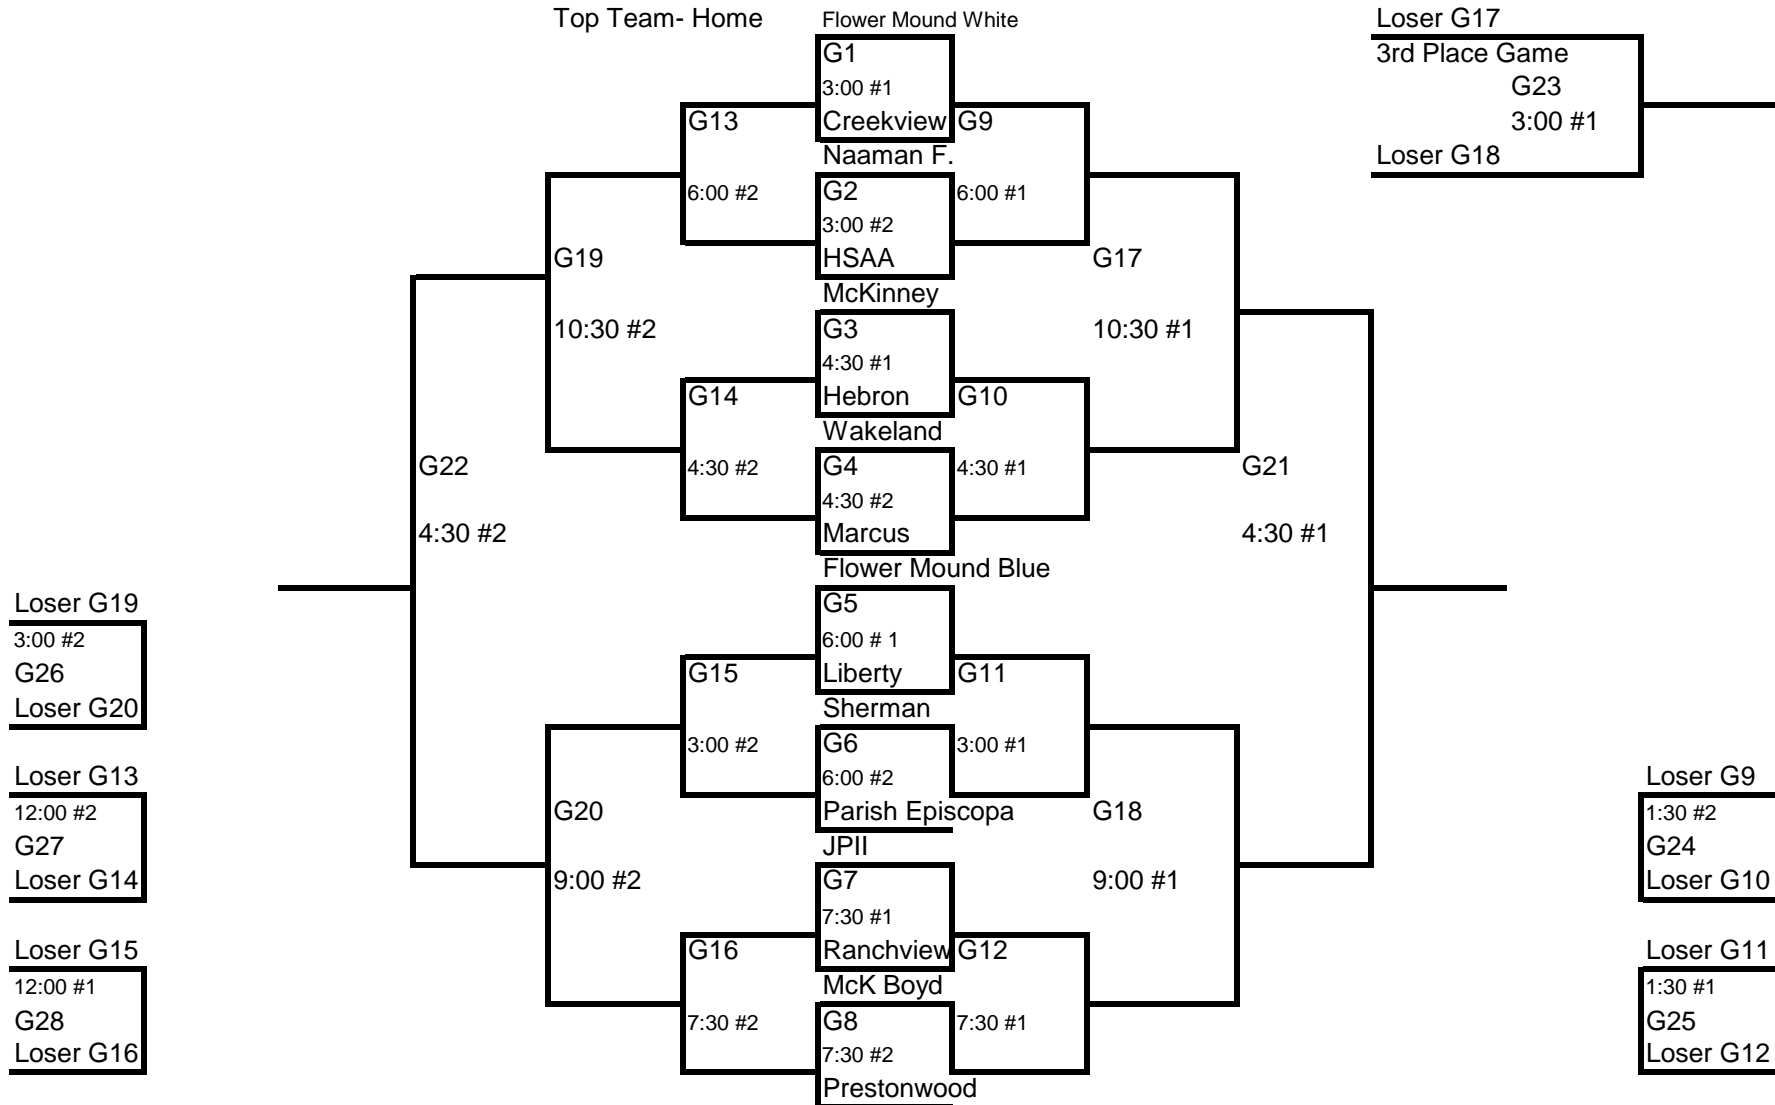 Top Team- Home
Flower Mound White
Loser G17
G1
3rd Place Game
3:00 #1
G23
G13
Creekview
G9
3:00 #1
Naaman F.
Loser G18
6:00 #2
G2
6:00 #1
3:00 #2
G19
HSAA
G17
McKinney
10:30 #2
G3
10:30 #1
4:30 #1
G14
Hebron
G10
Wakeland
G22
4:30 #2
G4
4:30 #1
G21
4:30 #2
4:30 #2
Marcus
4:30 #1
Flower Mound Blue
Loser G19
G5
3:00 #2
6:00 # 1
G26
G15
Liberty
G11
Loser G20
Sherman
3:00 #2
G6
3:00 #1
Loser G13
6:00 #2
Loser G9
12:00 #2
G20
Parish Episcopa
G18
1:30 #2
G27
JPII
G24
Loser G14
9:00 #2
G7
9:00 #1
Loser G10
7:30 #1
Loser G15
G16
Ranchview
G12
Loser G11
12:00 #1
McK Boyd
1:30 #1
G28
7:30 #2
G8
7:30 #1
G25
Loser G16
7:30 #2
Loser G12
Prestonwood